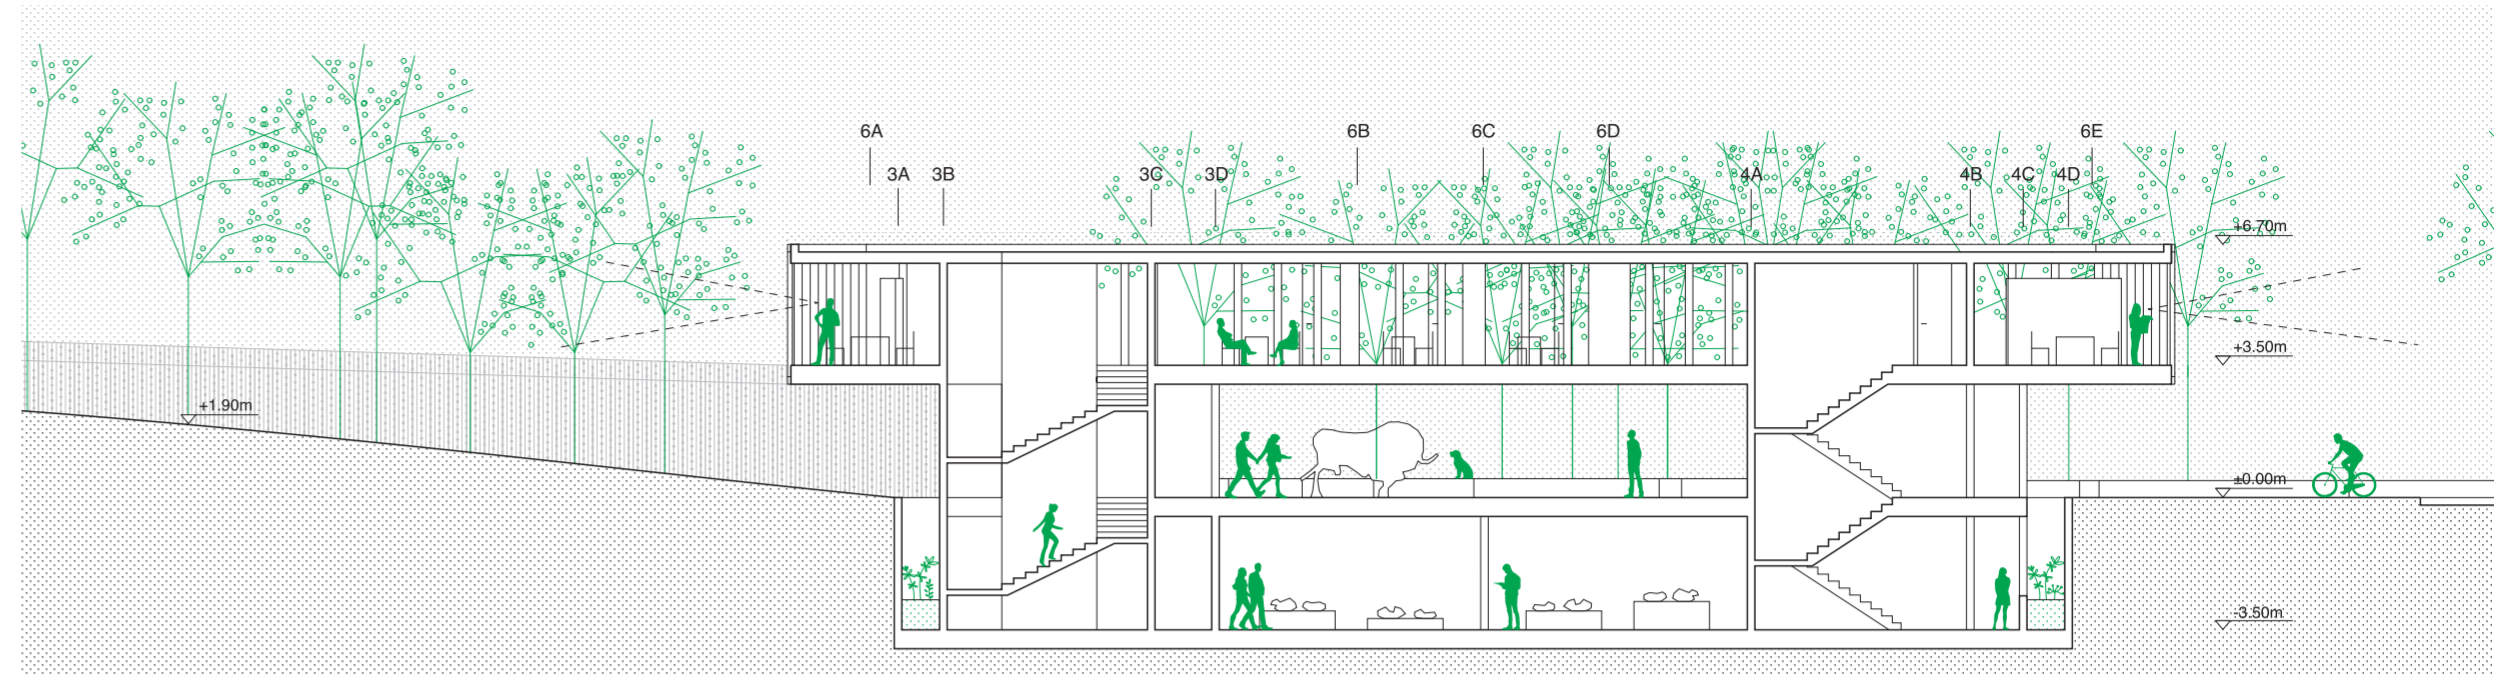 6A 6B 6C 6D 6E
3A 3B 3C 3D 4A 4B 4C 4D
+6.70m
+3.50m
+1.90m
±0.00m
-3.50m